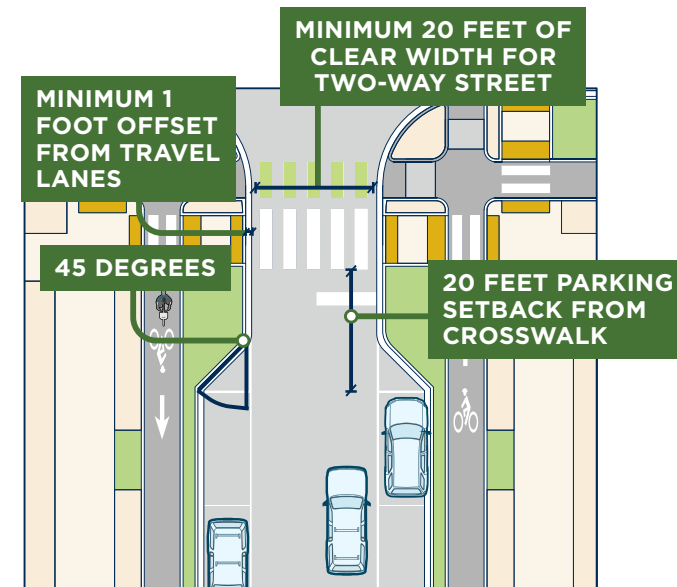 MINIMUM 20 FEET OF
CLEAR WIDTH FOR
TWO-WAY STREET
MINIMUM 1
FOOT OFFSET
FROM TRAVEL
LANES
45 DEGREES
20 FEET PARKING
SETBACK FROM
CROSSWALK